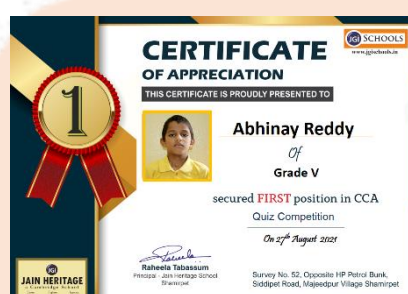 JGI SCHOOLS
www.jgischools.in
CERTIFICATE
OF APPRECIATION
THIS CERTIFICATE IS PROUDLY PRESENTED TO
1
Abhinay Reddy
Of
Grade V
secured FIRST position in CCA
Quiz Competition
On 27th August 2021
Raheela Tabassum
Principal - Jain Heritage School
Shamirpet
Survey No. 52, Opposite HP Petrol Bunk,
Siddipet Road, Majeedpur Village Shamirpet
JGI
JAIN HERITAGE
a Cambridge School